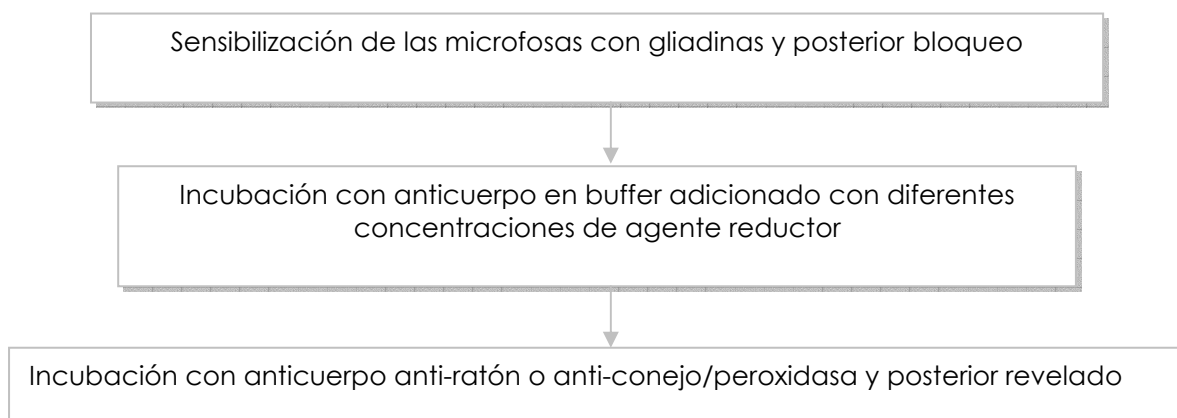 Sensibilización de las microfosas con gliadinas y posterior bloqueo
Incubación con anticuerpo en buffer adicionado con diferentes
concentraciones de agente reductor
Incubación con anticuerpo anti-ratón o anti-conejo/peroxidasa y posterior revelado